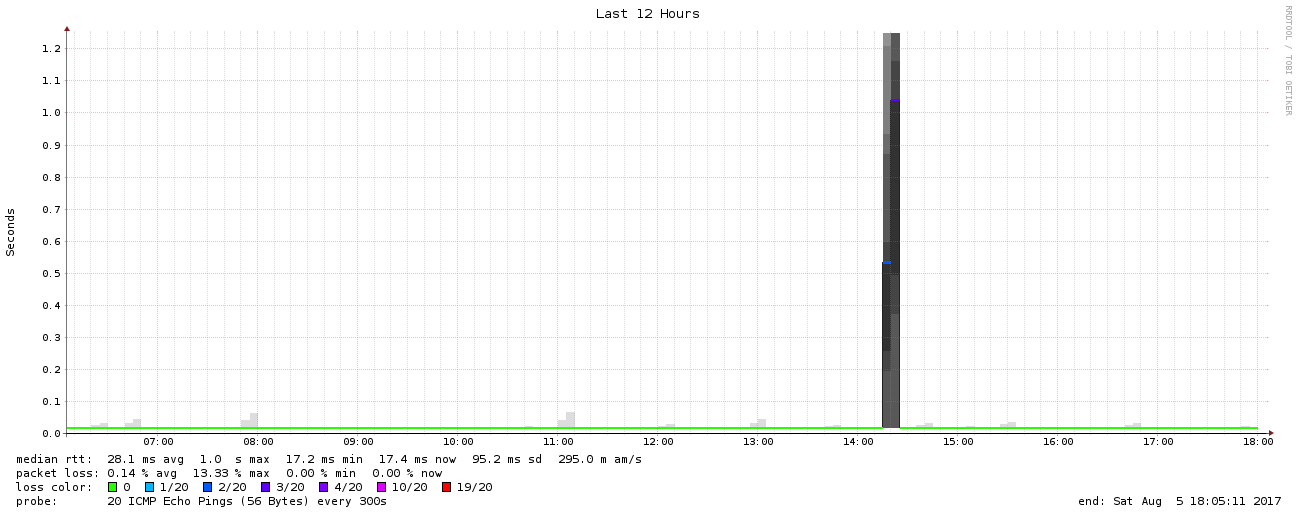 Last 12 Hours
RRDTOOL / TOBI OETIKER
Seconds
1.2
1.1
1.0
0.9
0.8
0.7
0.6
0.5
0.4
0.3
0.2
0.1
0.0
07:00 08:00 09:00 10:00 11:00 12:00 13:00 14:00 15:00 16:00 17:00 18:00
median rtt: 28.1 ms avg 1.0 s max 17.2 ms min 17.4 ms now 95.2 ms sd 295.0 m am/s
packet loss: 0.14 % avg 13.33 % max 0.00 % min 0.00 % now
loss color: 0 1/20 2/20 3/20 4/20 10/20 19/20
probe: 20 ICMP Echo Pings (56 Bytes) every 300s end: Sat Aug 5 18:05:11 2017